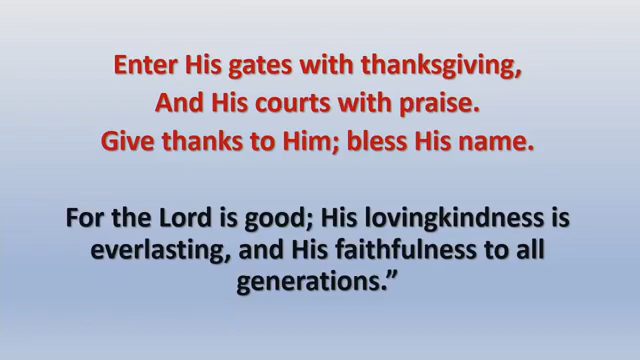 Enter His gates with thanksgiving,
And His courts with praise.
Give thanks to Him; bless His name.
For the Lord is good; His lovingkindness is
everlasting, and His faithfulness to all
generations.”